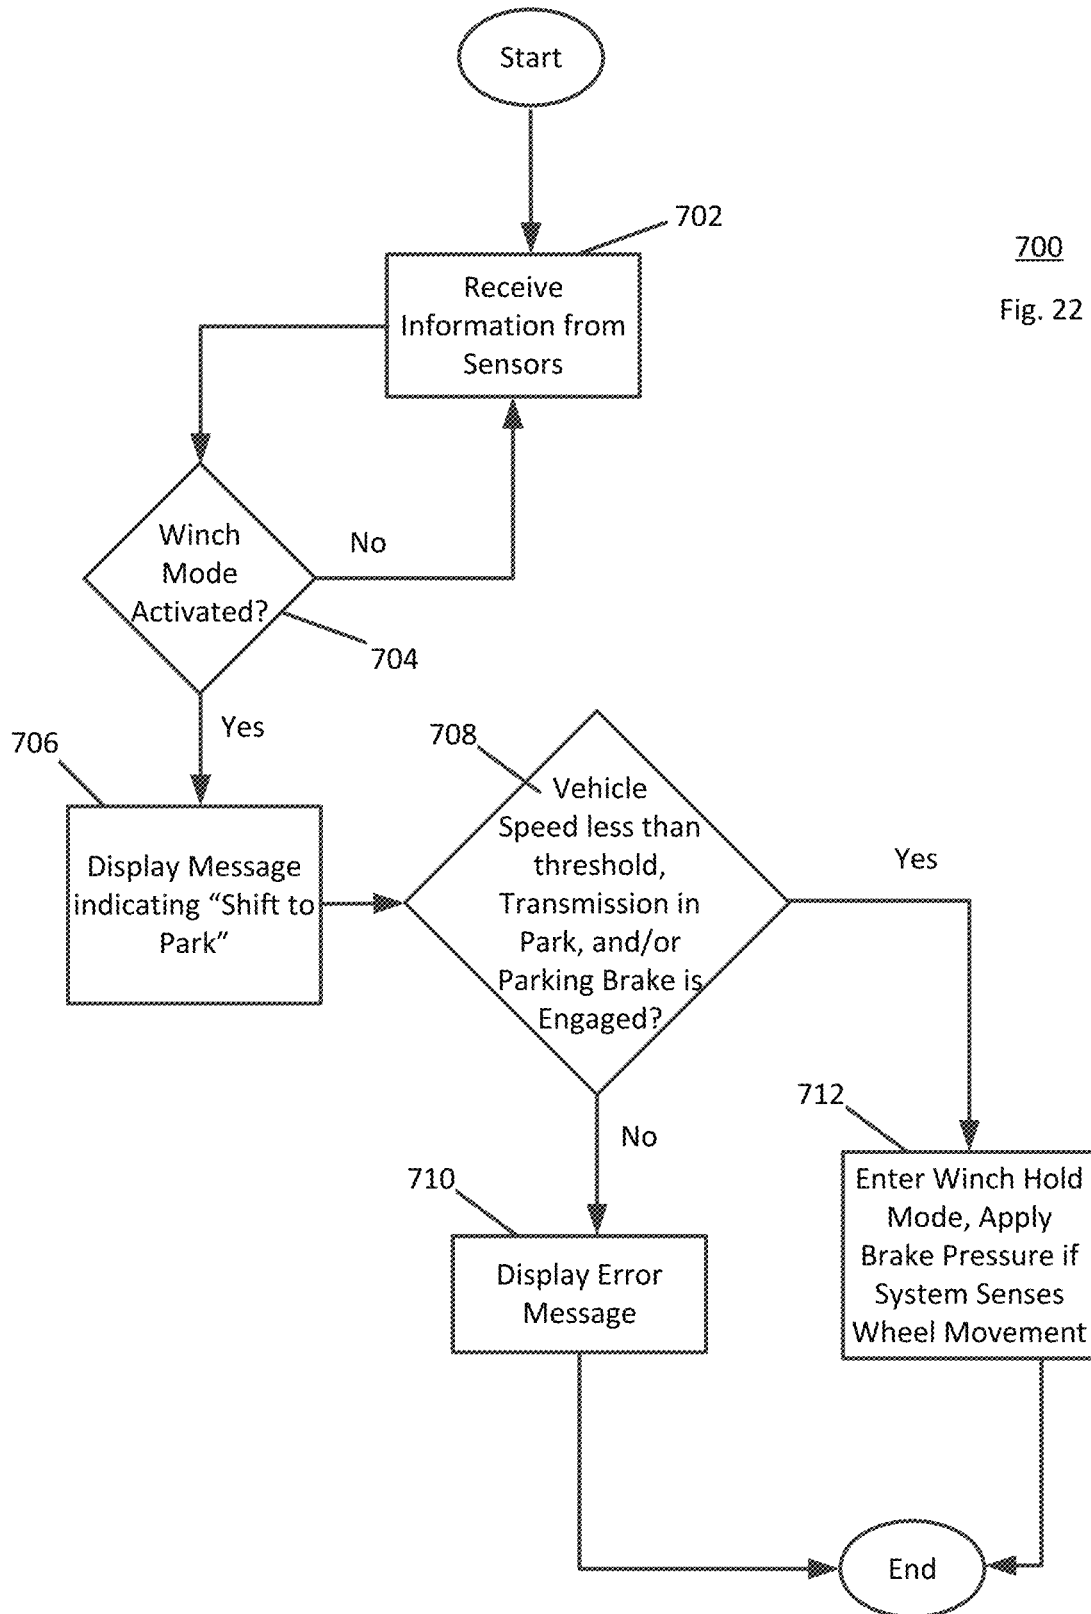 Start
702
700
Receive
Information from
Sensors
Fig. 22
Winch
Mode
Activated?
No
704
Yes
706
708
Vehicle
Speed less than
threshold,
Transmission in
Park, and/or
Parking Brake is
Engaged?
Yes
Display Message
indicating “Shift to
Park”
No
712
710
Enter Winch Hold
Mode, Apply
Brake Pressure if
System Senses
Wheel Movement
Display Error
Message
End